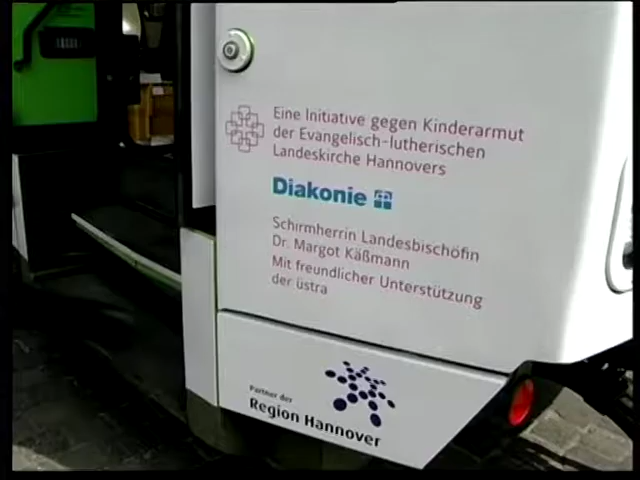 Eine Initiative gegen Kinderarmut
der Evangelisch-lutherischen
Landeskirche Hannovers
Diakonie
Schirmherrin Landesbischöfin
Dr. Margot Käßmann
Mit freundlicher Unterstützung
der üstra
Partner der
Region Hannover